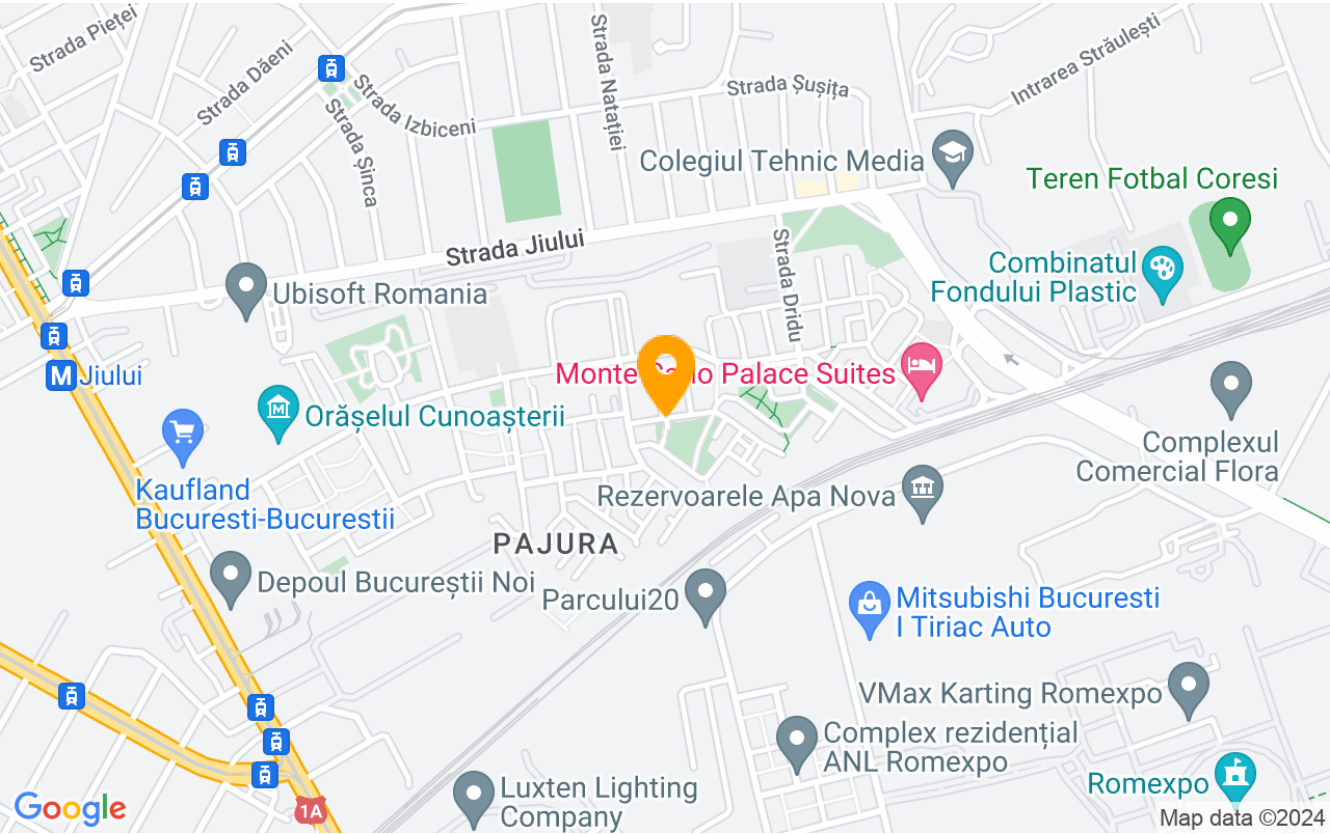 Strada Pieței
Strada Dăeni
Strada Izbiceni
Strada Șinca
Strada Natației
Strada Șușița
Intrarea Străulești
Colegiul Tehnic Media
Teren Fotbal Coresi
Strada Jiului
Strada Dridu
Combinatul
Fondului Plastic
Ubisoft Romania
M Jiului
Monte
Palace Suites
Orășelul Cunoașterii
Complexul
Comercial Flora
Kaufland
Bucuresti-Bucurestii
Rezervoarele Apa Nova
PAJURA
Depoul Bucureștii Noi
Parcului20
Mitsubishi Bucuresti
I Tiriac Auto
VMax Karting Romexpo
Complex rezidențial
ANL Romexpo
Luxten Lighting
Company
Romexpo
1A
Google
Map data ©2024